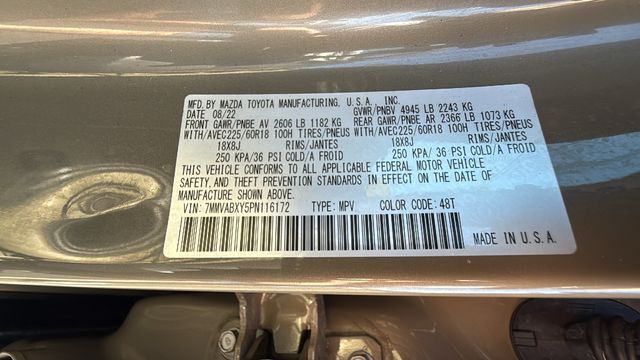 MFD. BY MAZDA TOYOTA MANUFACTURING, U.S.A., INC.
DATE 08/22 GVWR/PNBV 4945 LB 2243 KG
FRONT GAWR/PNBE AV 2606 LB 1182 KG REAR GAWR/PNBE AR 2366 LB 1073 KG
WITH/AVEC225/60R18 100H TIRES/PNEUS WITH/AVEC225/60R18 100H TIRES/PNEUS
18X8J RIMS/JANTES 18X8J RIMS/JANTES
250 KPA/36 PSI COLD/A FROID 250 KPA/ 36 PSI COLD/A FROID
THIS VEHICLE CONFORMS TO ALL APPLICABLE FEDERAL MOTOR VEHICLE
SAFETY, AND THEFT PREVENTION STANDARDS IN EFFECT ON THE DATE OF
MANUFACTURE SHOWN ABOVE.
VIN: 7MMVABXY5PN116172 TYPE: MPV COLOR CODE: 48T
MADE IN U.S.A.